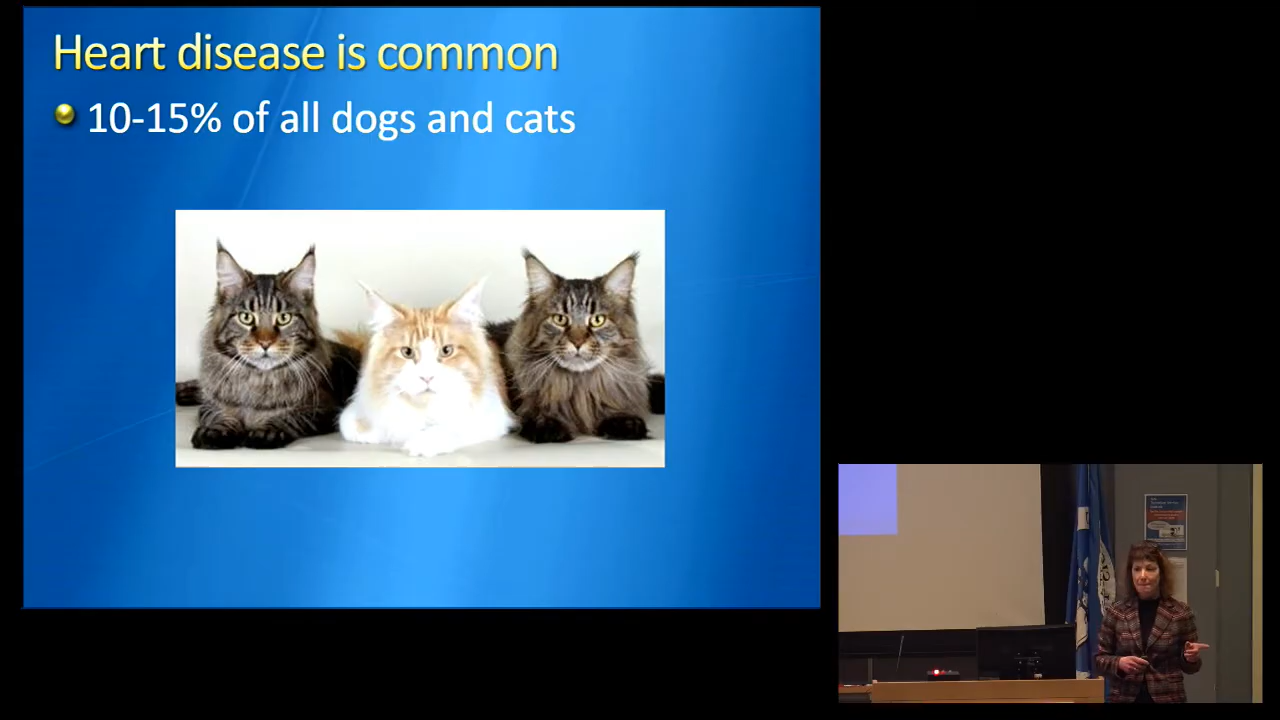 Heart disease is common
10-15% of all dogs and cats